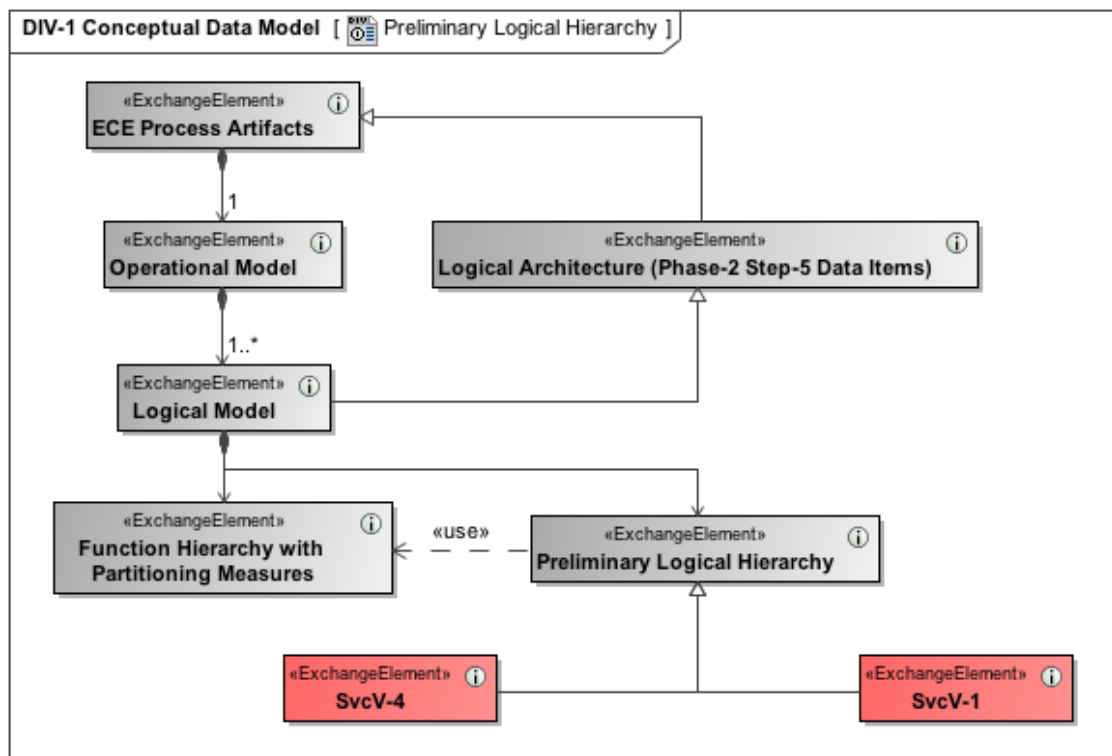 DIV-1 Conceptual Data Model [ Preliminary Logical Hierarchy ]
«ExchangeElement»
ECE Process Artifacts
1
«ExchangeElement»
Operational Model
«ExchangeElement»
Logical Architecture (Phase-2 Step-5 Data Items)
1..*
«ExchangeElement»
Logical Model
«ExchangeElement»
Function Hierarchy with
Partitioning Measures
«use»
«ExchangeElement»
Preliminary Logical Hierarchy
«ExchangeElement»
SvcV-4
«ExchangeElement»
SvcV-1